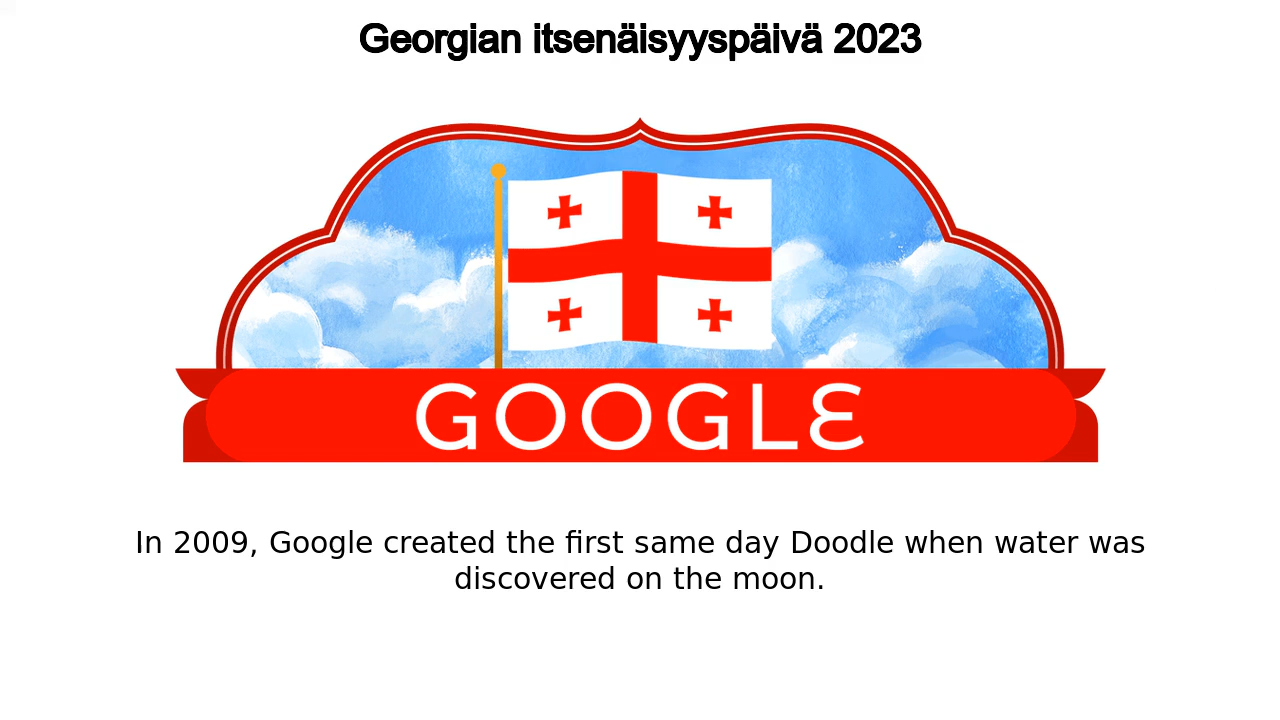 Georgian itsenäisyyspäivä 2023
GOOGLE
In 2009, Google created the first same day Doodle when water was
discovered on the moon.